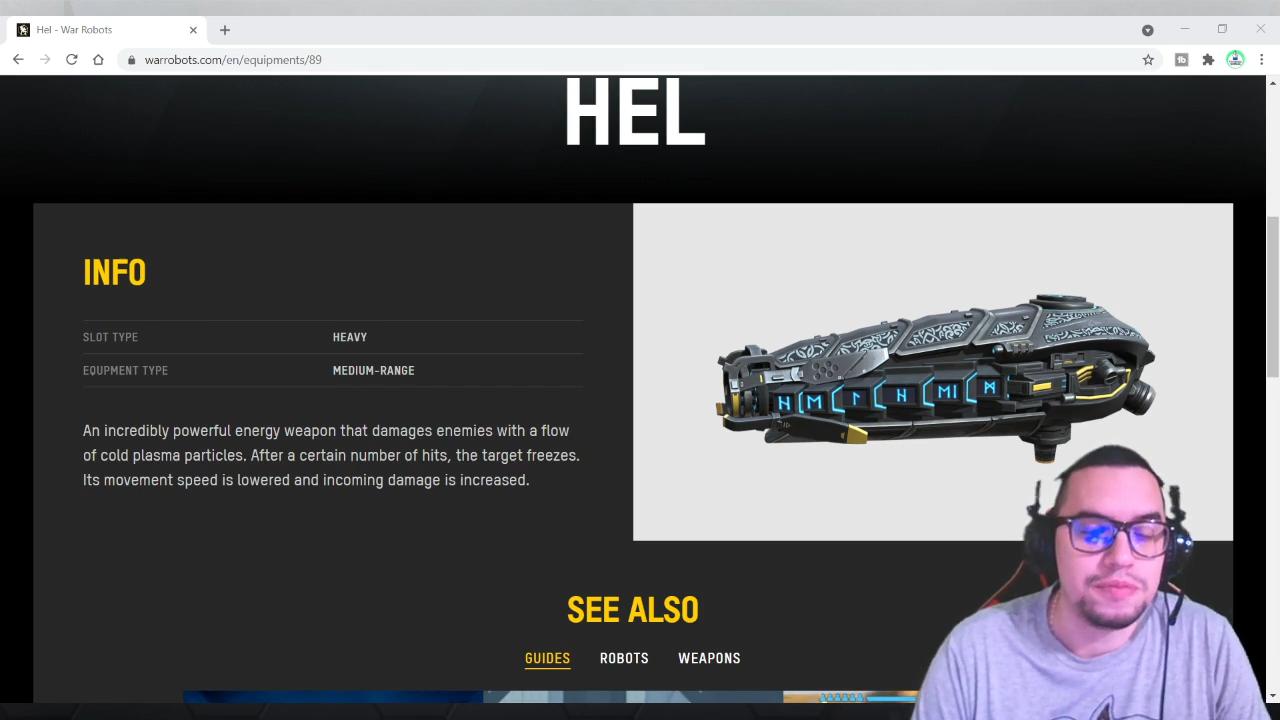 Hel - War Robots
warrobots.com/en/equipments/89
HEL
INFO
SLOT TYPE HEAVY
EQUPMENT TYPE MEDIUM-RANGE
An incredibly powerful energy weapon that damages enemies with a flow
of cold plasma particles. After a certain number of hits, the target freezes.
Its movement speed is lowered and incoming damage is increased.
SEE ALSO
GUIDES ROBOTS WEAPONS